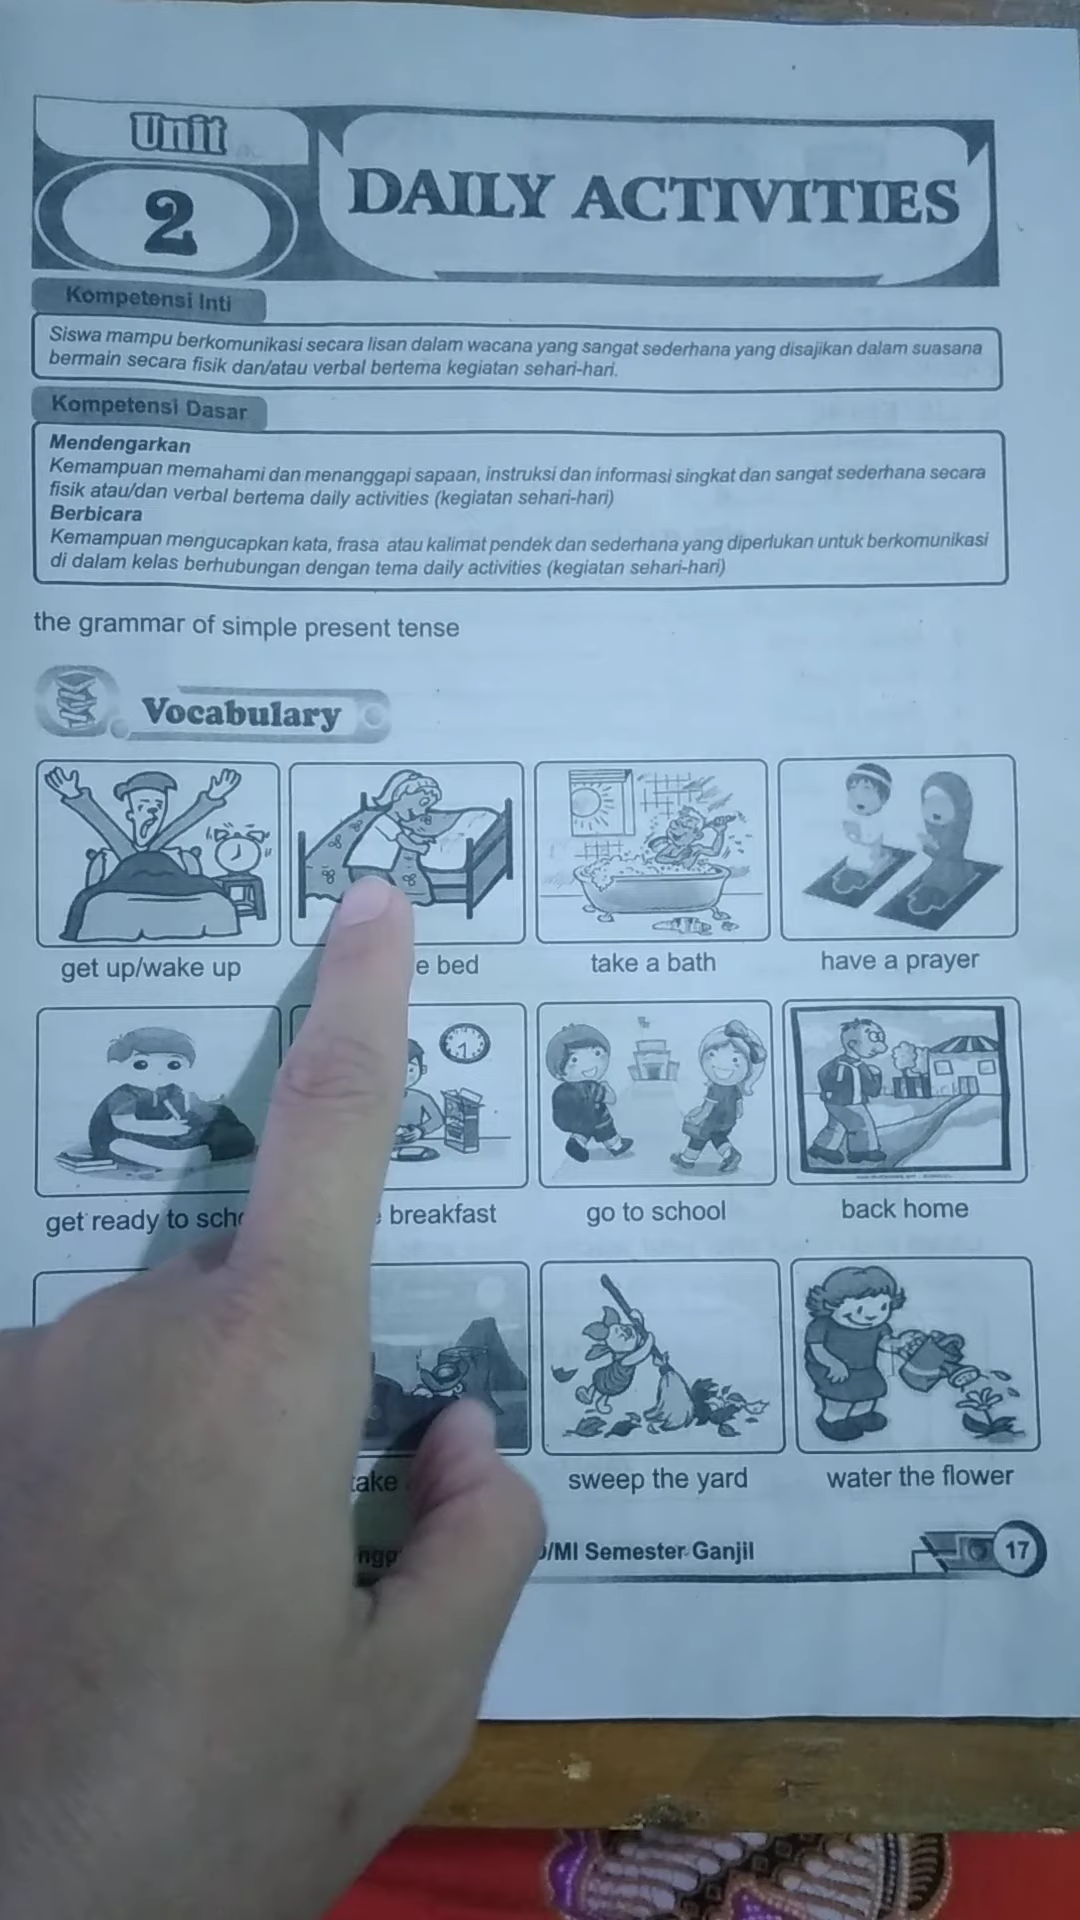 Unit
2
DAILY ACTIVITIES
Kompetensi Inti
Siswa mampu berkomunikasi secara lisan dalam wacana yang sangat sederhana yang disajikan dalam suasana
bermain secara fisik dan/atau verbal bertema kegiatan sehari-hari.
Kompetensi Dasar
Mendengarkan
Kemampuan memahami dan menanggapi sapaan, instruksi dan informasi singkat dan sangat sederhana secara
fisik atau/dan verbal bertema daily activities (kegiatan sehari-hari)
Berbicara
Kemampuan mengucapkan kata, frasa atau kalimat pendek dan sederhana yang diperlukan untuk berkomunikasi
di dalam kelas berhubungan dengan tema daily activities (kegiatan sehari-hari)
the grammar of simple present tense
Vocabulary
get up/wake up
bed
take a bath
have a prayer
get ready to
breakfast
go to school
back home
take
sweep the yard
water the flower
/MI Semester Ganjil
17